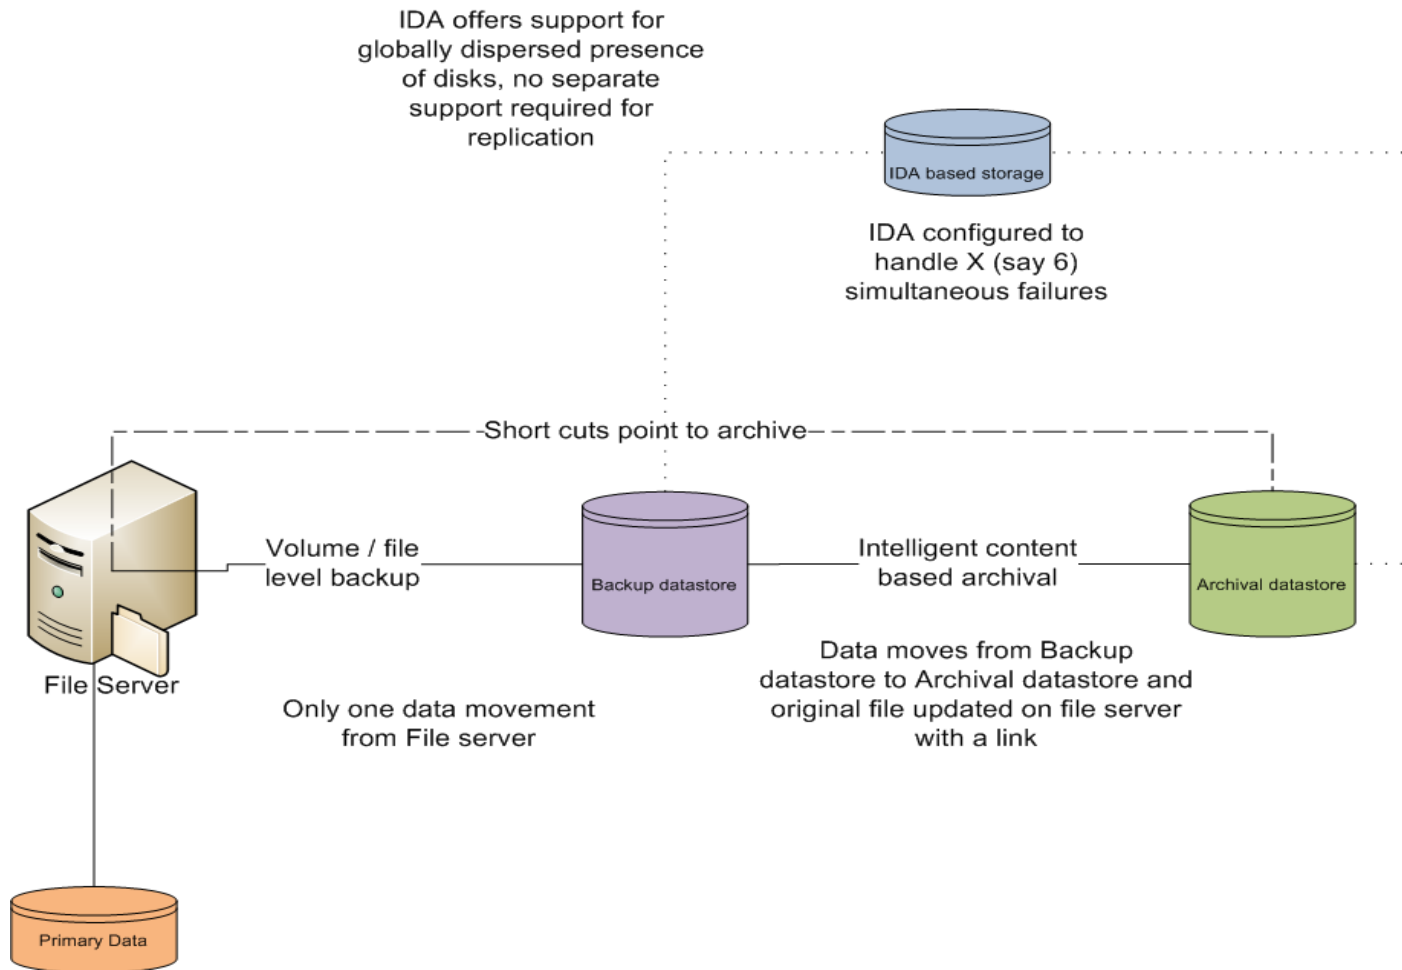 IDA offers support for
globally dispersed presence
of disks, no separate
support required for
replication
IDA based storage
IDA configured to
handle X (say 6)
simultaneous failures
Short cuts point to archive
Volume / file
level backup
Backup datastore
Intelligent content
based archival
Archival datastore
File Server
Only one data movement
from File server
Data moves from Backup
datastore to Archival datastore and
original file updated on file server
with a link
Primary Data